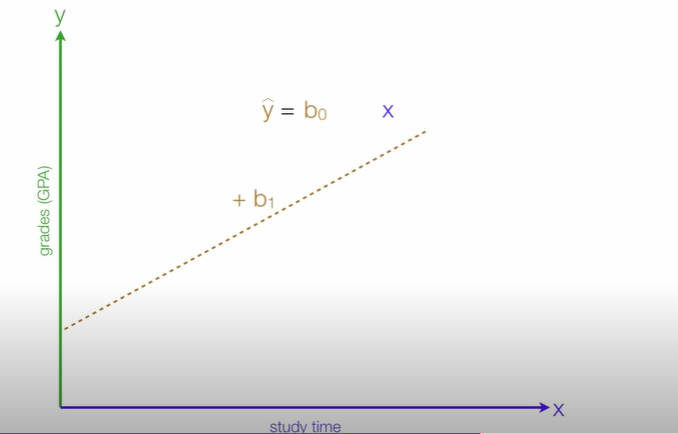 y
ŷ = b₀ x
+ b₁
grades (GPA)
x
study time